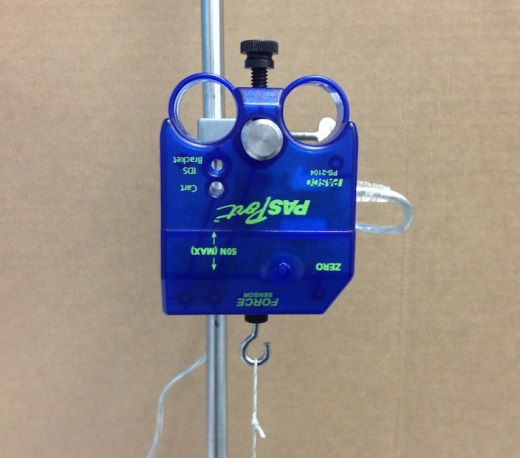 FORCE
SENSOR
ZERO
50N (MAX)
PASPort
PASCO
PS-2104
Cart
IDS
Bracket